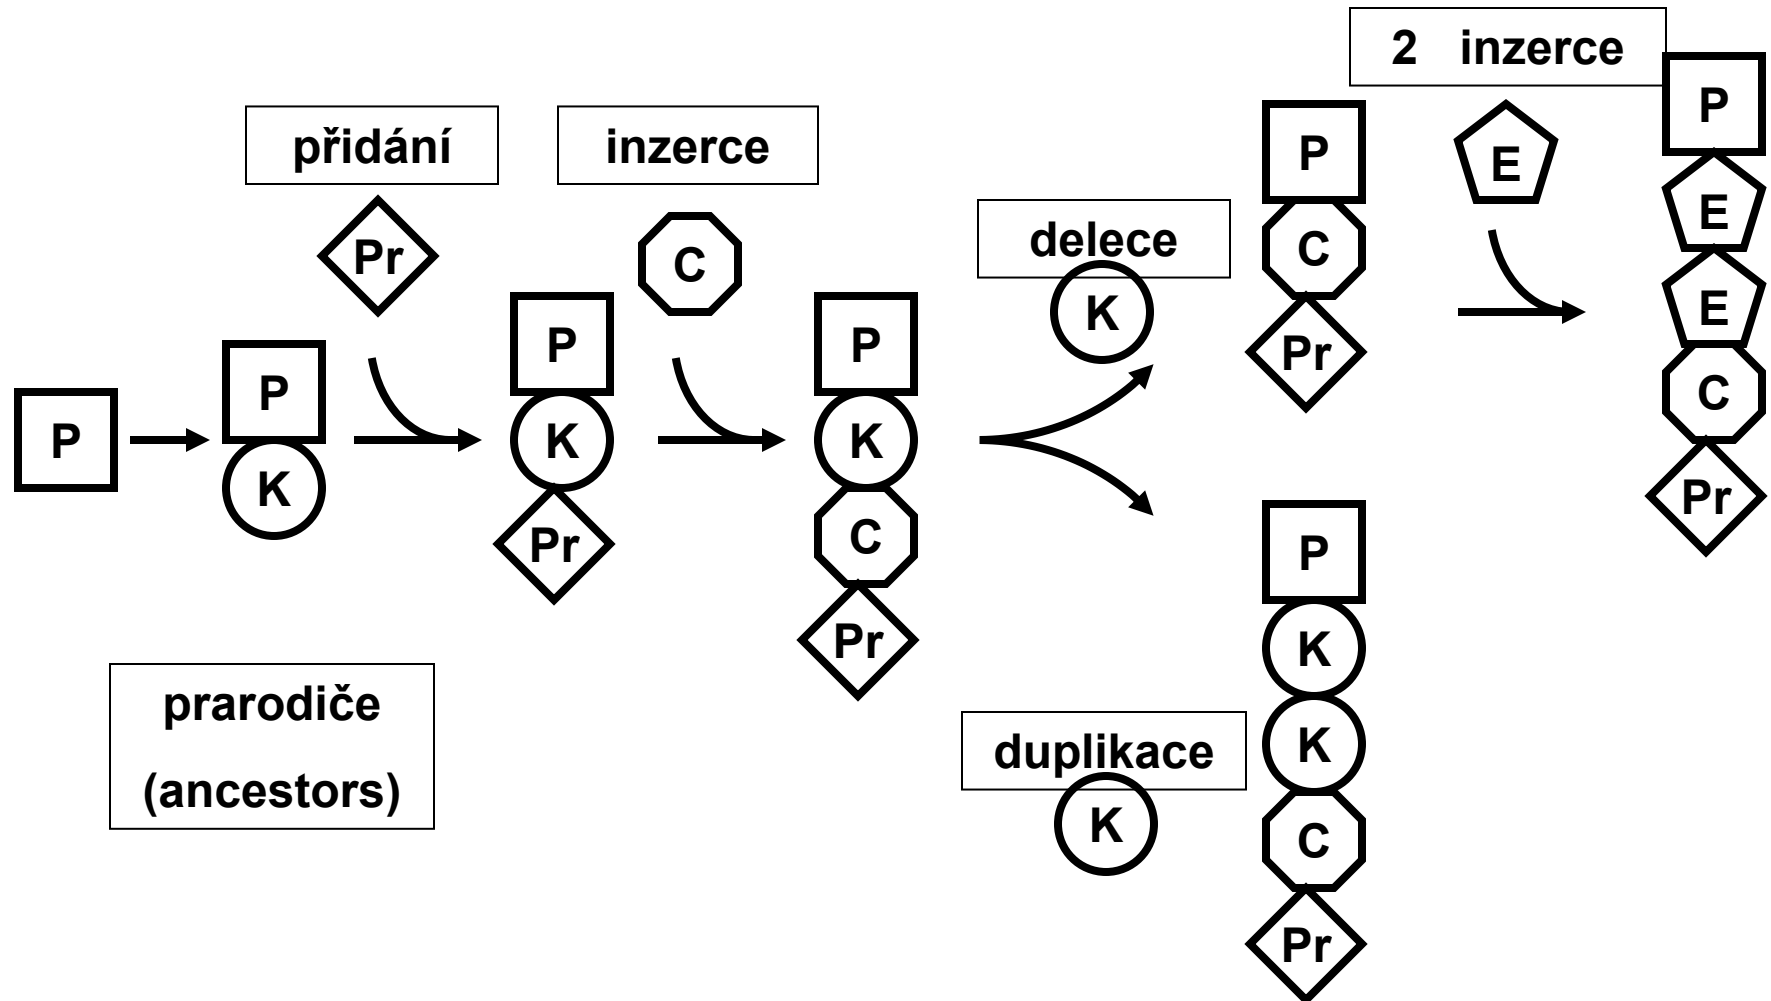 2 inzerce
přidání
inzerce
Pr
C
delece
K
P
C
Pr
E
P
E
E
C
Pr
P
P
K
P
K
Pr
P
K
C
Pr
prarodiče
(ancestors)
duplikace
K
P
K
K
C
Pr